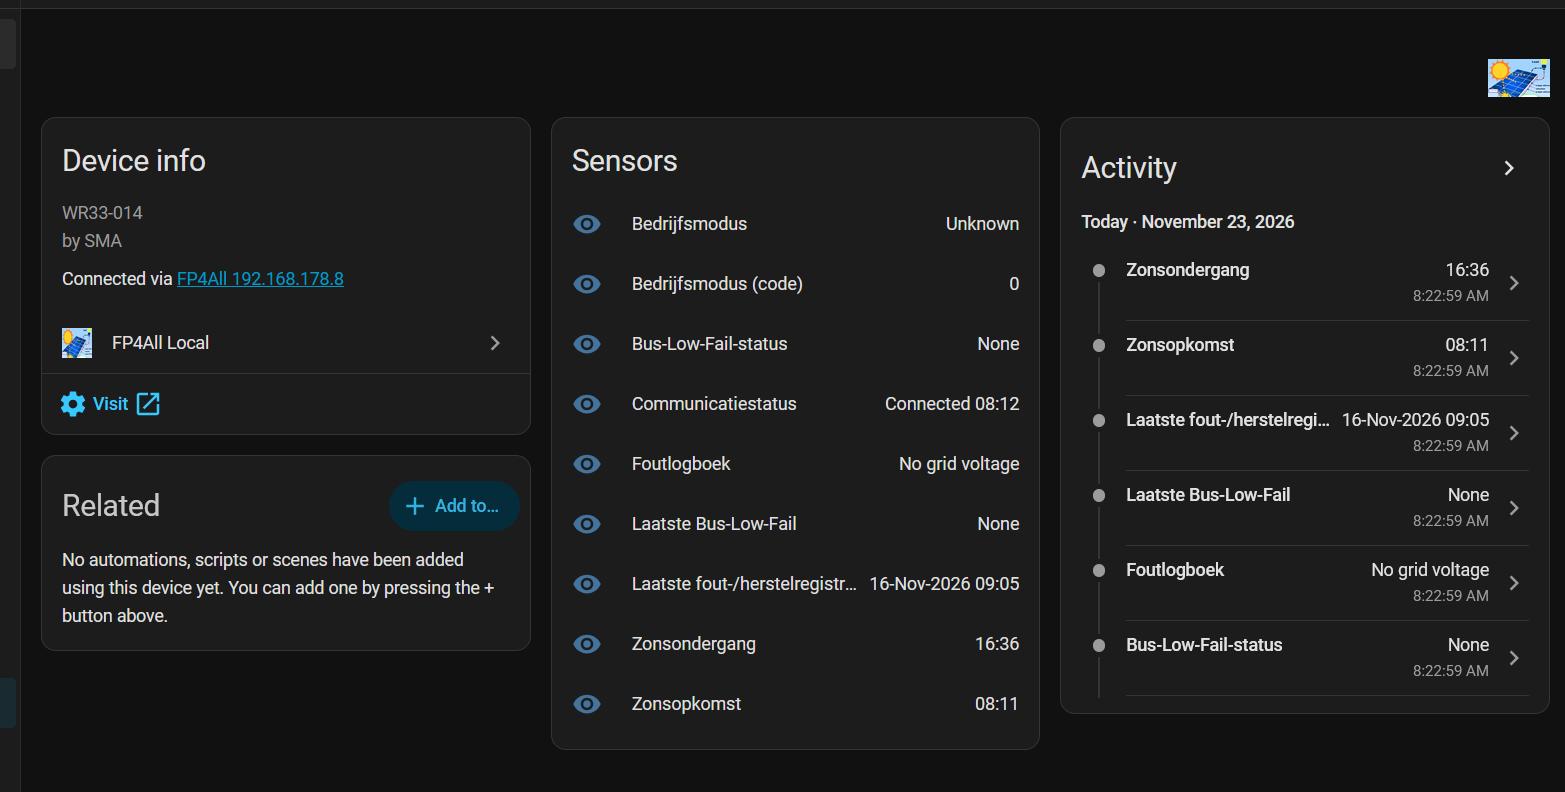 Device info
WR33-014
by SMA
Connected via FP4All 192.168.178.8
FP4All Local
Visit
Related
Add to...
No automations, scripts or scenes have been added
using this device yet. You can add one by pressing the +
button above.
Sensors
Bedrijfsmodus Unknown
Bedrijfsmodus (code) 0
Bus-Low-Fail-status None
Communicatiestatus Connected 08:12
Foutlogboek No grid voltage
Laatste Bus-Low-Fail None
Laatste fout-/herstelregistr... 16-Nov-2026 09:05
Zonsondergang 16:36
Zonsopkomst 08:11
Activity
Today · November 23, 2026
Zonsondergang 16:36
8:22:59 AM
Zonsopkomst 08:11
8:22:59 AM
Laatste fout-/herstelregi... 16-Nov-2026 09:05
8:22:59 AM
Laatste Bus-Low-Fail None
8:22:59 AM
Foutlogboek No grid voltage
8:22:59 AM
Bus-Low-Fail-status None
8:22:59 AM